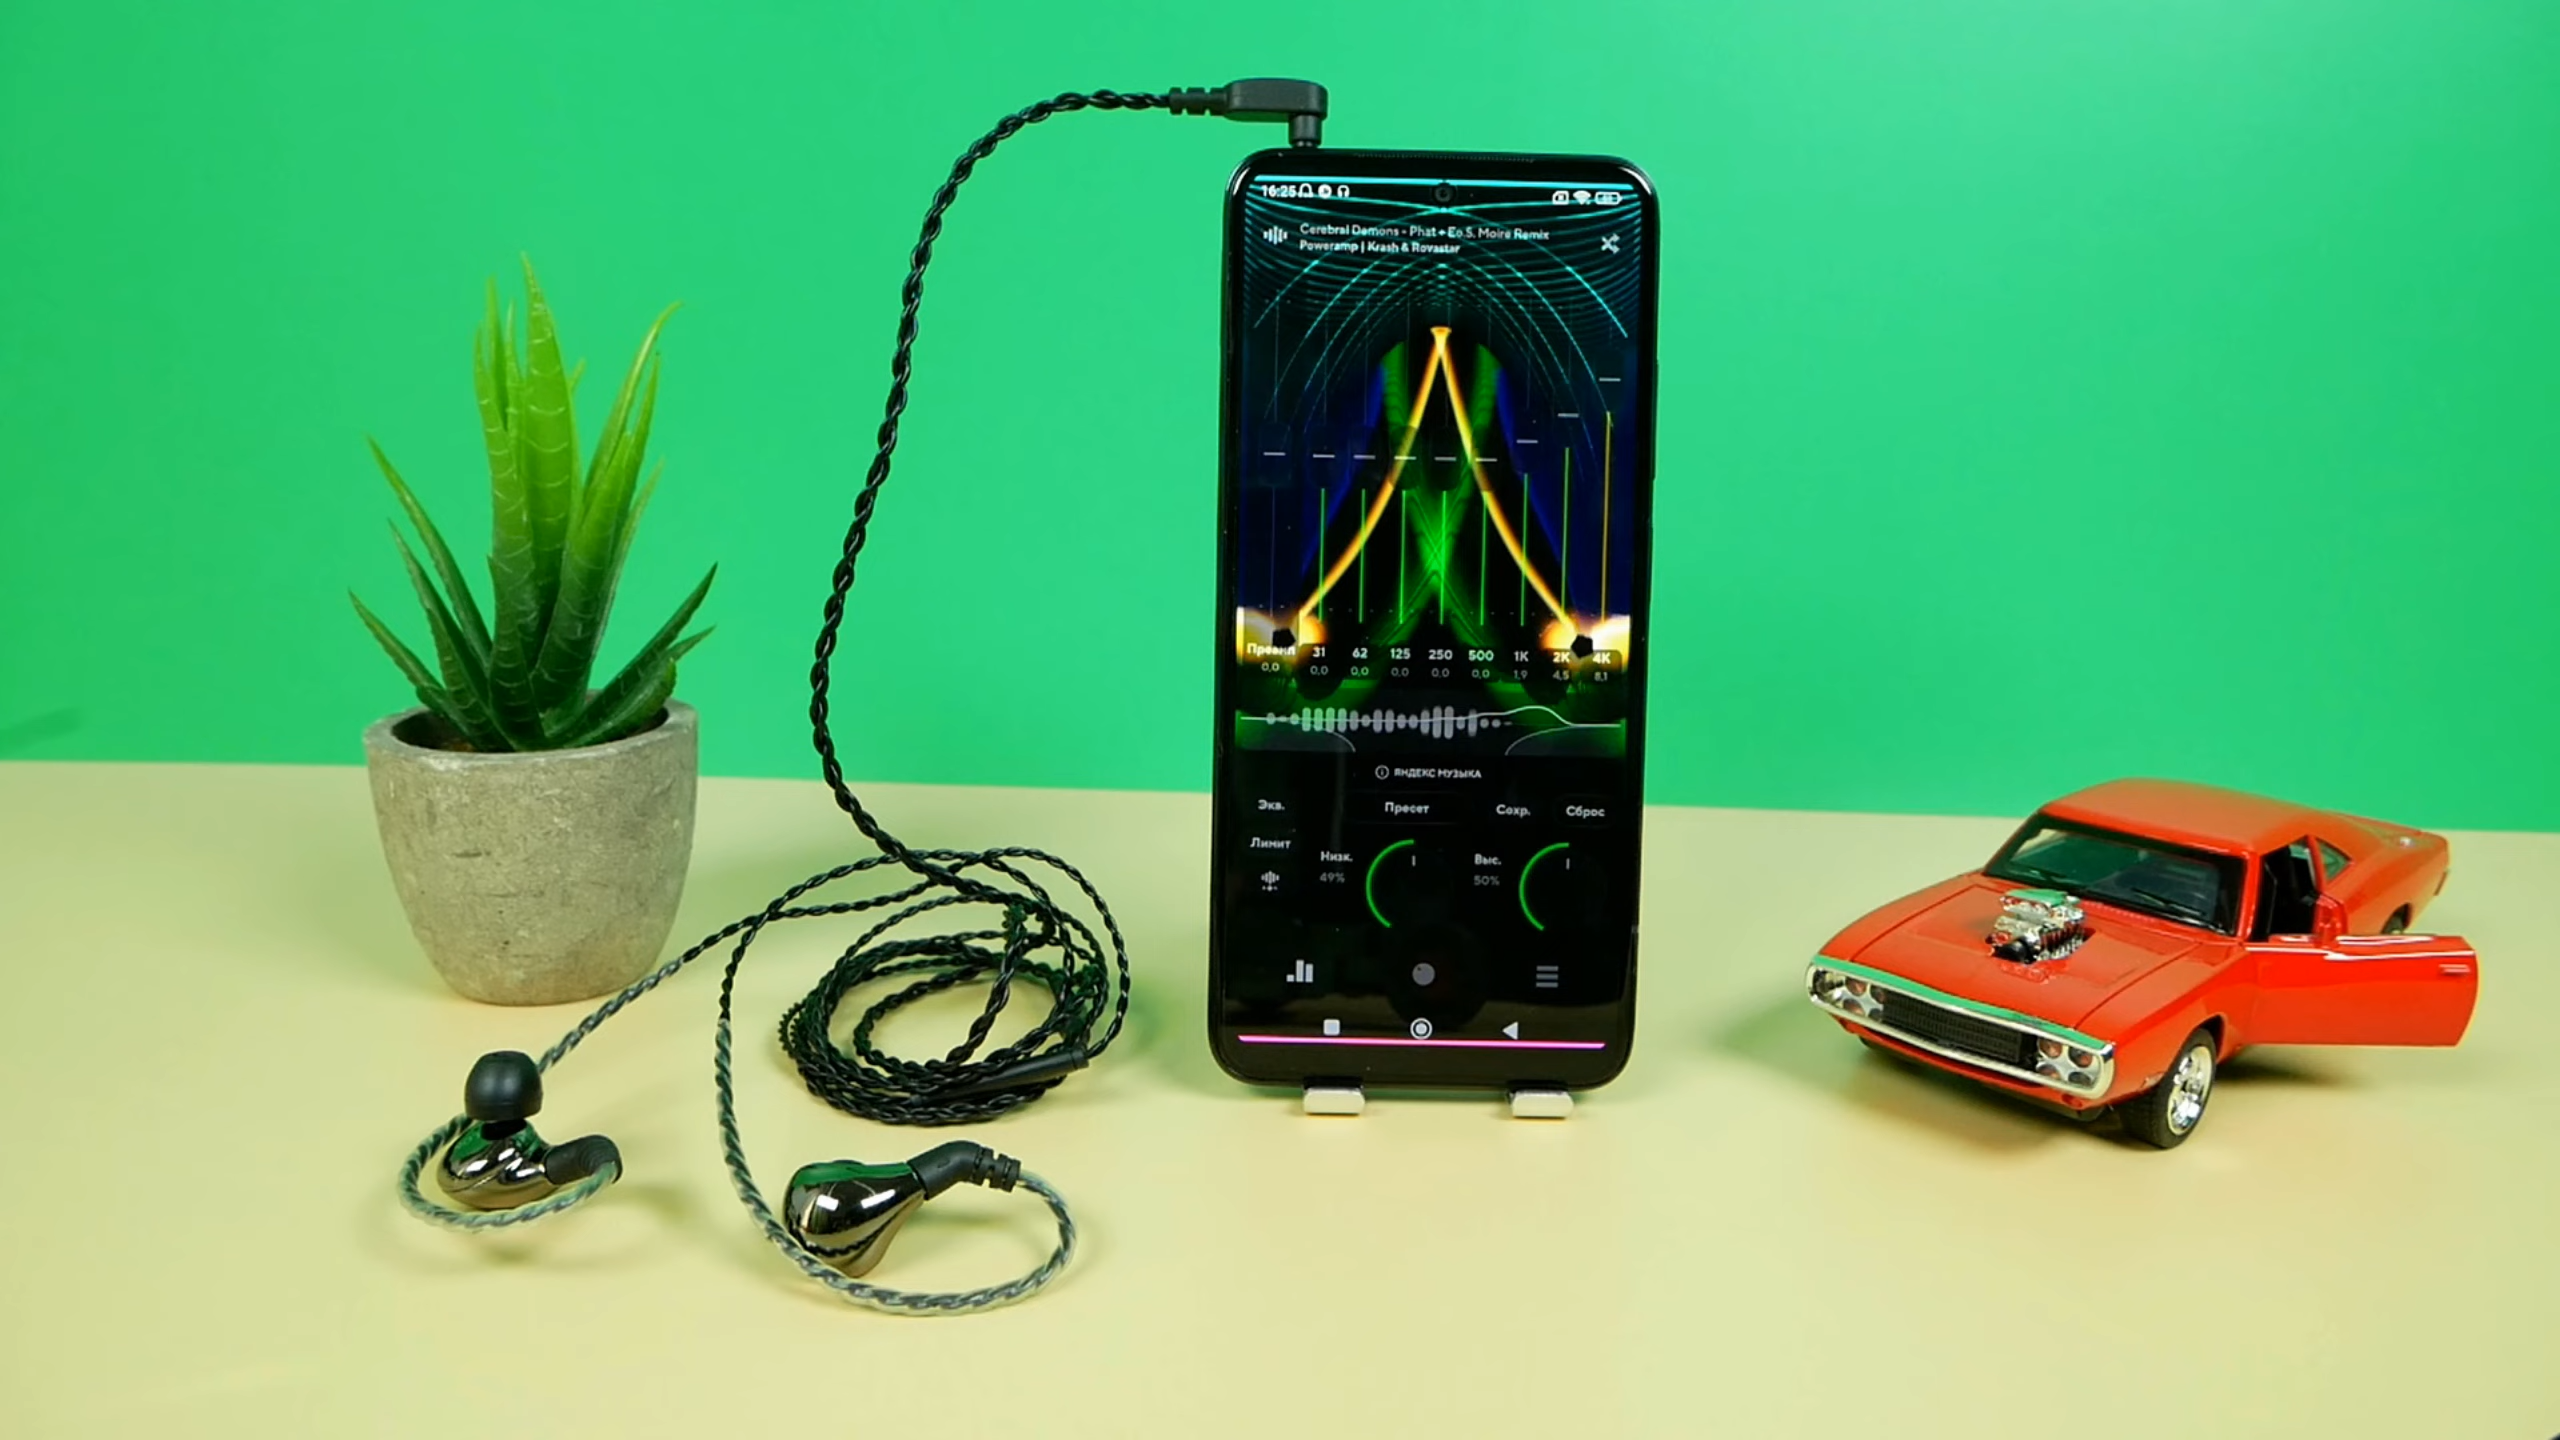 16:25
Cerebral Demons - Phat + Eo.S. Moire Remix
Poweramp | Krash & Rovastar
Превил 31 62 125 250 500 1K 2K 4K
0,0 0,0 0,0 0,0 0,0 0,0 1,9 4,5 8,1
ЯНДЕКС МУЗЫКА
Экв. Пресет Сохр. Сброс
Лимит
Низк. Выс.
49% 50%